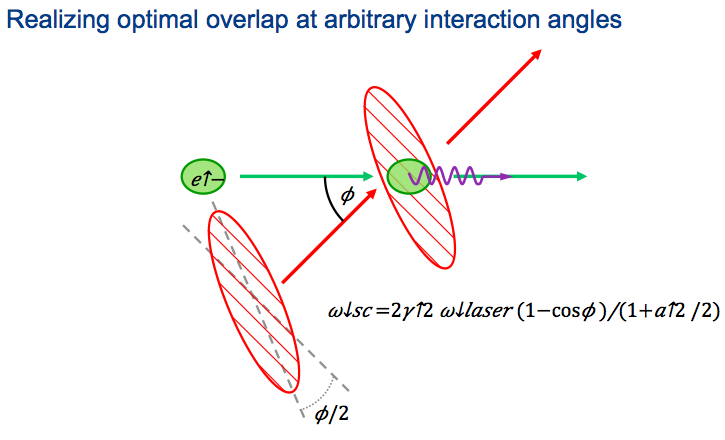 Realizing optimal overlap at arbitrary interaction angles
e↑−
ϕ
ω↓sc=2γ↑2 ω↓laser (1−cosϕ)/(1+a↑2 /2)
ϕ/2